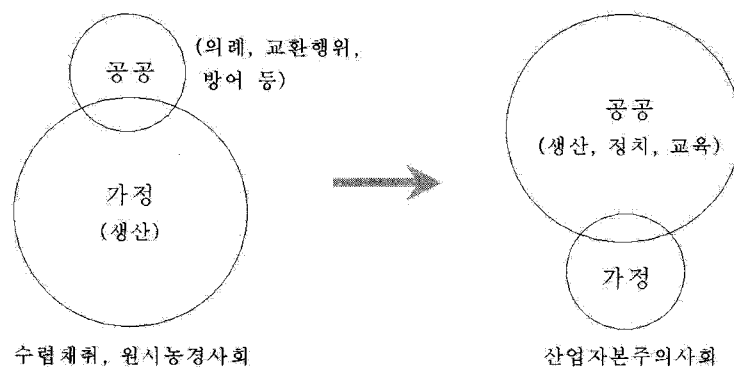 공공
(의례, 교환행위,
방어 등)
가정
(생산)
수렵채취, 원시농경사회
공공
(생산, 정치, 교육)
가정
산업자본주의사회